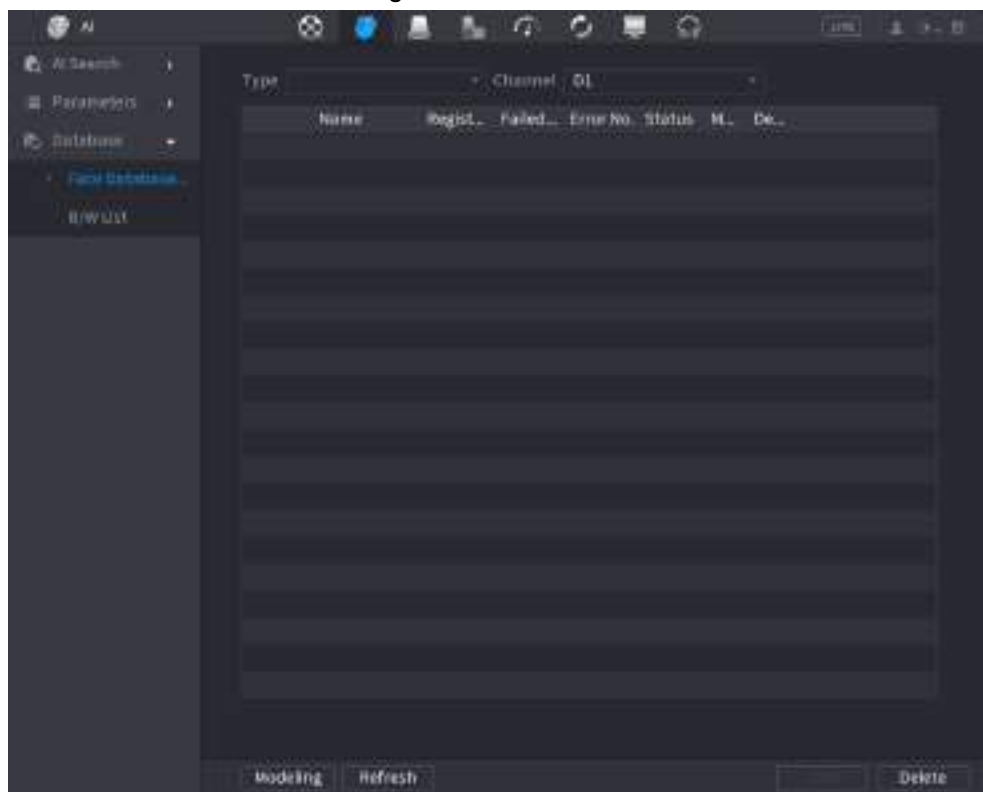 AI
LIVE
AI Search
Parameters
Database
Face Database...
B/W List
Type
Channel D1
Name Regist... Failed... Error No. Status M... De...
Modeling Refresh Delete